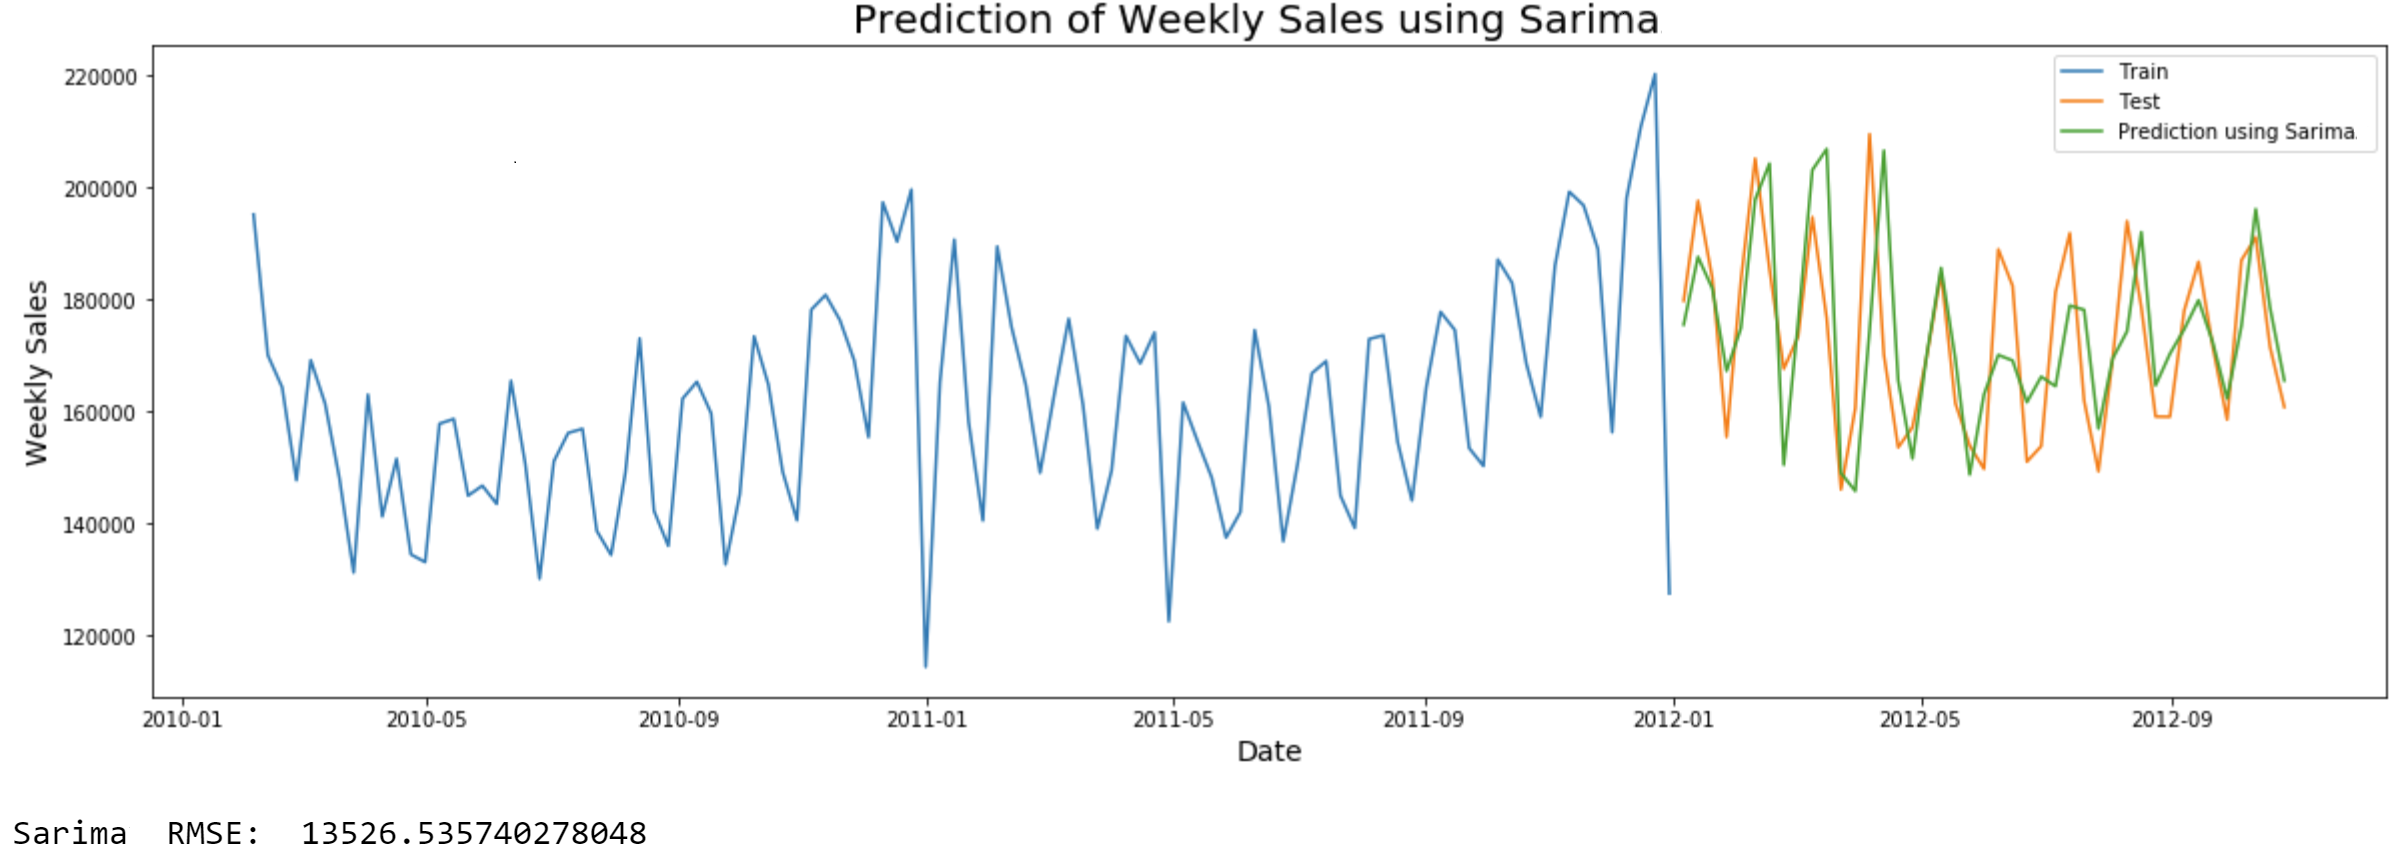 Prediction of Weekly Sales using Sarima
Train
Test
Prediction using Sarima
220000
200000
180000
160000
140000
120000
Weekly Sales
2010-01 2010-05 2010-09 2011-01 2011-05 2011-09 2012-01 2012-05 2012-09
Date
Sarima RMSE: 13526.535740278048